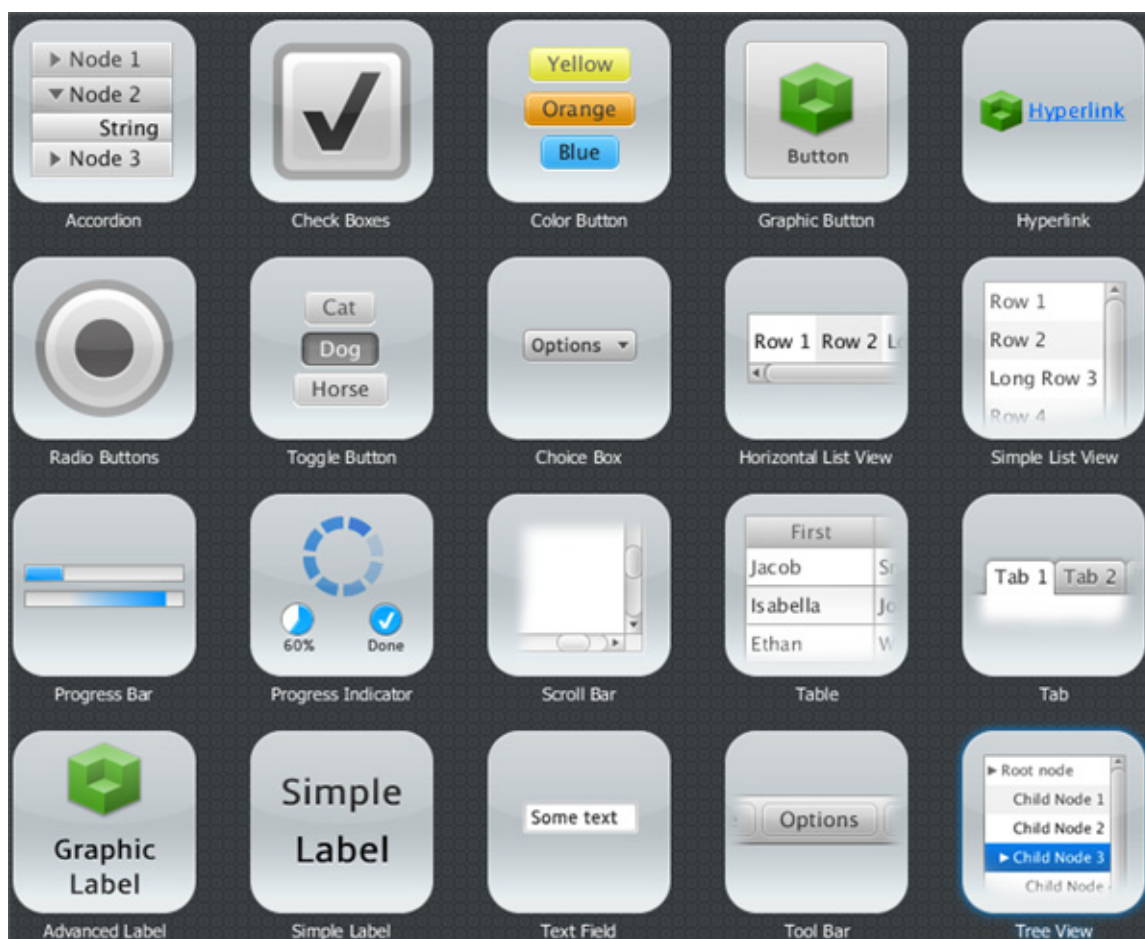 Node 1
Node 2
String
Node 3
Accordion
Check Boxes
Yellow
Orange
Blue
Color Button
Button
Graphic Button
Hyperlink
Hyperlink
Radio Buttons
Cat
Dog
Horse
Toggle Button
Options
Choice Box
Row 1 Row 2
Horizontal List View
Row 1
Row 2
Long Row 3
Row 4
Simple List View
Progress Bar
60% Done
Progress Indicator
Scroll Bar
First
Jacob
Isabella
Ethan
Table
Tab 1 Tab 2
Tab
Graphic
Label
Advanced Label
Simple
Label
Simple Label
Some text
Text Field
Options
Tool Bar
Root node
Child Node 1
Child Node 2
Child Node 3
Child Node
Tree View